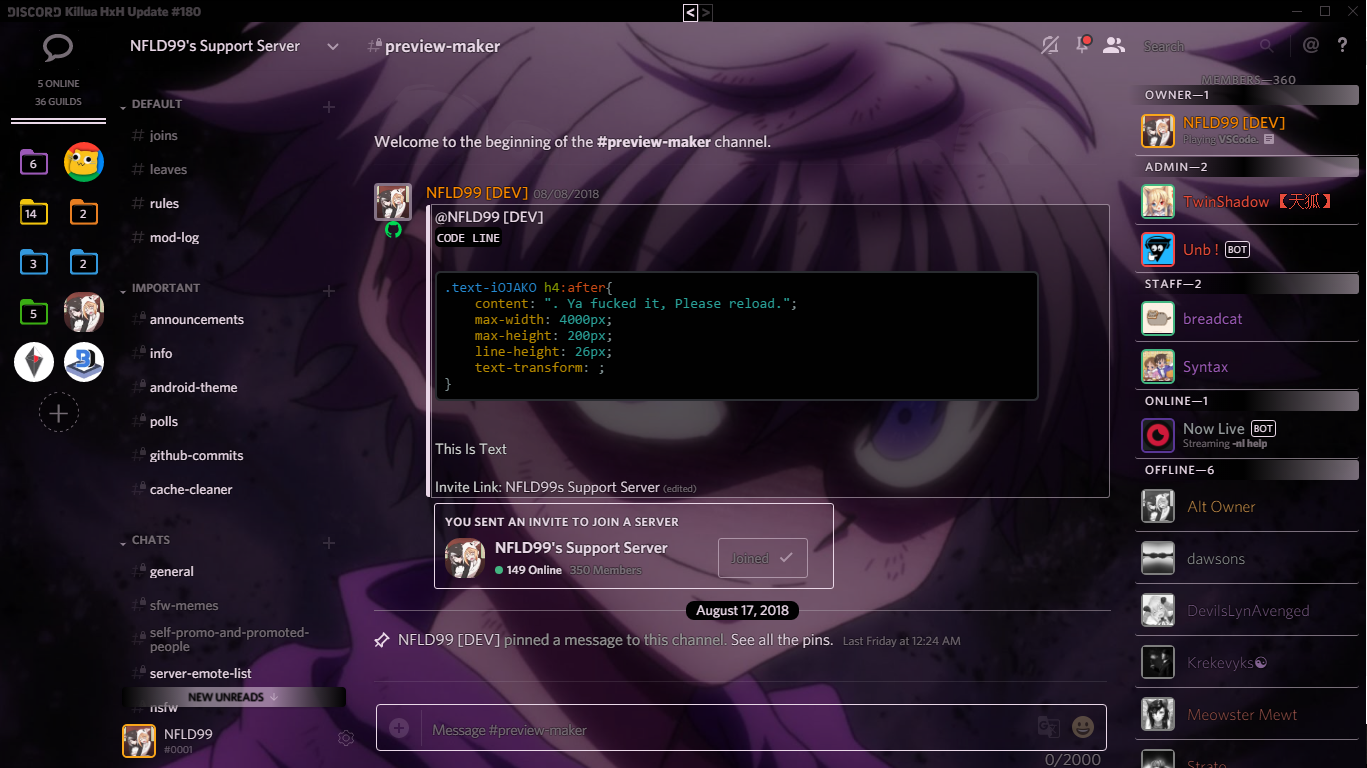 DISCORD Killua HxH Update #180
< >
5 ONLINE
36 GUILDS
6
14
2
3
2
5
NFLD99's Support Server
DEFAULT
joins
leaves
rules
mod-log
IMPORTANT
announcements
info
android-theme
polls
github-commits
cache-cleaner
CHATS
general
sfw-memes
self-promo-and-promoted-
people
server-emote-list
NEW UNREADS ↓
nsfw
NFLD99
#0001
# preview-maker
Search
@ ?
Welcome to the beginning of the #preview-maker channel.
NFLD99 [DEV] 08/08/2018
@NFLD99 [DEV]
CODE LINE
.text-iOJAKO h4:after{
content: ". Ya fucked it, Please reload.";
max-width: 4000px;
max-height: 200px;
line-height: 26px;
text-transform: ;
}
This Is Text
Invite Link: NFLD99s Support Server (edited)
YOU SENT AN INVITE TO JOIN A SERVER
NFLD99's Support Server
149 Online 350 Members
Joined
August 17, 2018
NFLD99 [DEV] pinned a message to this channel. See all the pins. Last Friday at 12:24 AM
Message #preview-maker
0/2000
MEMBERS—360
OWNER—1
NFLD99 [DEV]
Playing VSCode.
ADMIN—2
TwinShadow 【天狐】
Unb ! BOT
STAFF—2
breadcat
Syntax
ONLINE—1
Now Live BOT
Streaming -nl help
OFFLINE—6
Alt Owner
dawsons
DevilsLynAvenged
Krekevyks☯
Meowster Mewt
Strate